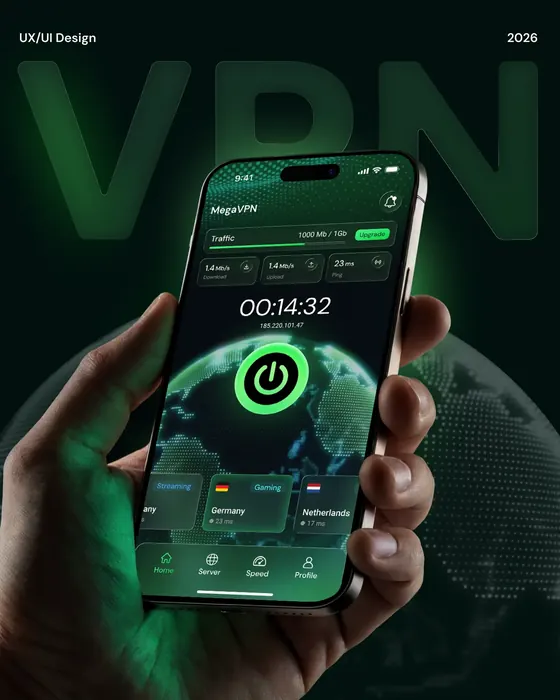 UX/UI Design
2026
VPN
9:41
MegaVPN
Traffic
1000 Mb / 1Gb
Upgrade
1.4 Mb/s
Download
1.4 Mb/s
Upload
23 ms
Ping
00:14:32
185.220.101.47
Streaming
any
Germany
Gaming
23 ms
Netherlands
17 ms
Home
Server
Speed
Profile